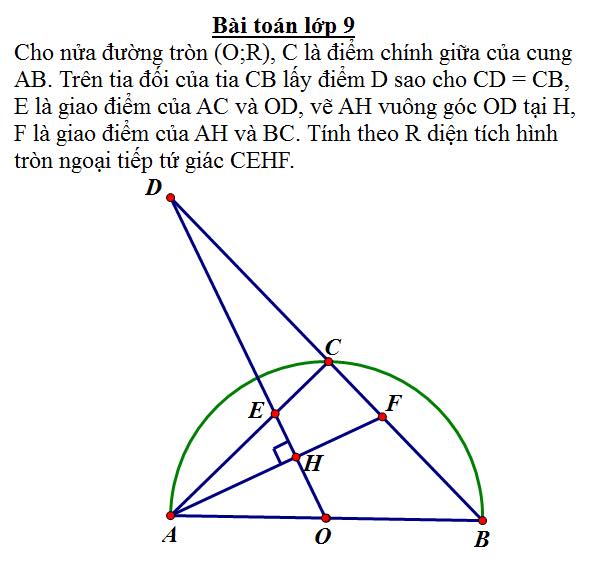 Bài toán lớp 9
Cho nửa đường tròn (O;R), C là điểm chính giữa của cung
AB. Trên tia đối của tia CB lấy điểm D sao cho CD = CB,
E là giao điểm của AC và OD, vẽ AH vuông góc OD tại H,
F là giao điểm của AH và BC. Tính theo R diện tích hình
tròn ngoại tiếp tứ giác CEHF.
D
C
E
F
H
A
O
B